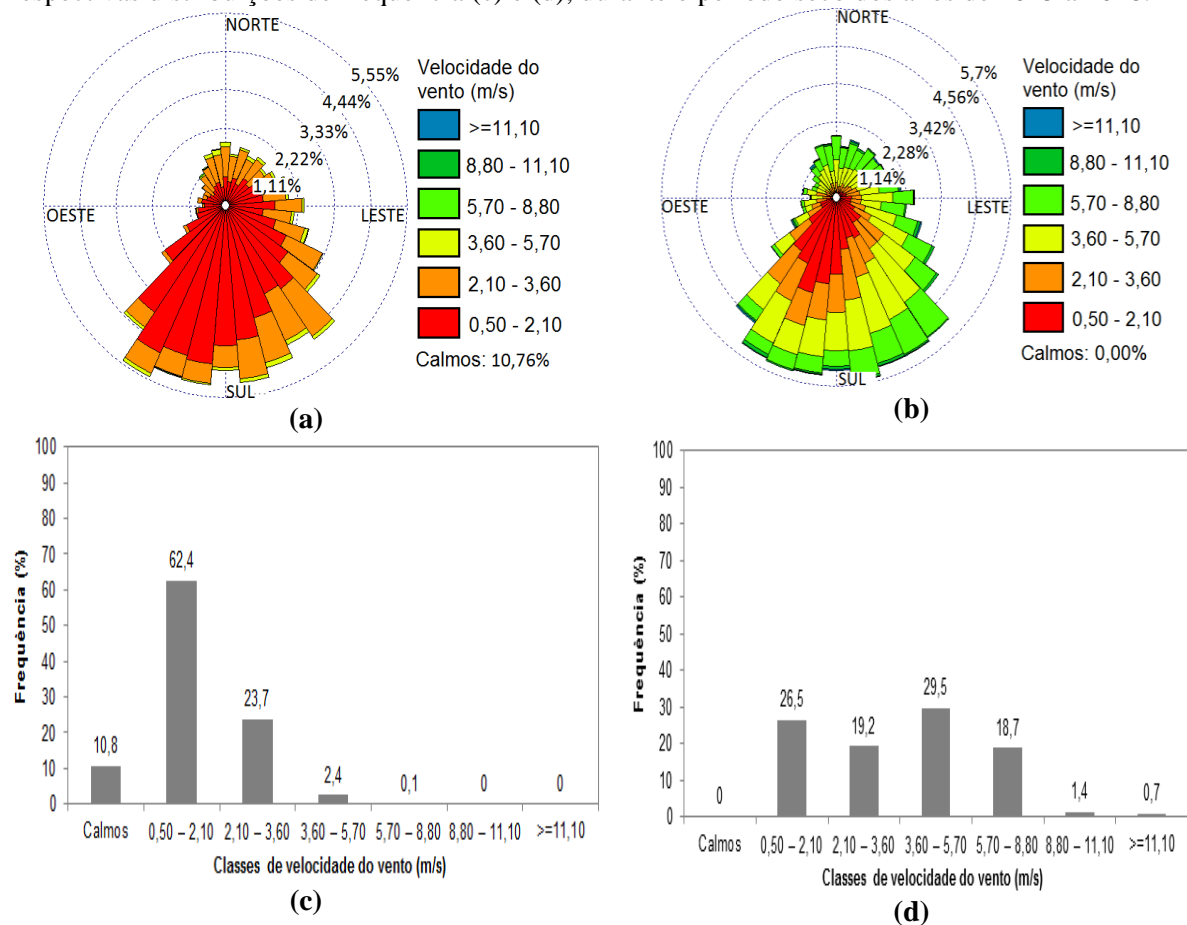 NORTE
5,55%
4,44%
3,33%
2,22%
1,11%
OESTE
LESTE
SUL
Velocidade do
vento (m/s)
>=11,10
8,80 - 11,10
5,70 - 8,80
3,60 - 5,70
2,10 - 3,60
0,50 - 2,10
Calmos: 10,76%
(a)
NORTE
5,7%
4,56%
3,42%
2,28%
1,14%
OESTE
LESTE
SUL
Velocidade do
vento (m/s)
>=11,10
8,80 - 11,10
5,70 - 8,80
3,60 - 5,70
2,10 - 3,60
0,50 - 2,10
Calmos: 0,00%
(b)
Frequência (%)
100
90
80
70
60
50
40
30
20
10
0
10,8
62,4
23,7
2,4
0,1
0
0
Calmos 0,50 – 2,10 2,10 – 3,60 3,60 – 5,70 5,70 – 8,80 8,80 – 11,10 >=11,10
Classes de velocidade do vento (m/s)
(c)
Frequência (%)
100
90
80
70
60
50
40
30
20
10
0
0
26,5
19,2
29,5
18,7
1,4
0,7
Calmos 0,50 – 2,10 2,10 – 3,60 3,60 – 5,70 5,70 – 8,80 8,80 – 11,10 >=11,10
Classes de velocidade do vento (m/s)
(d)